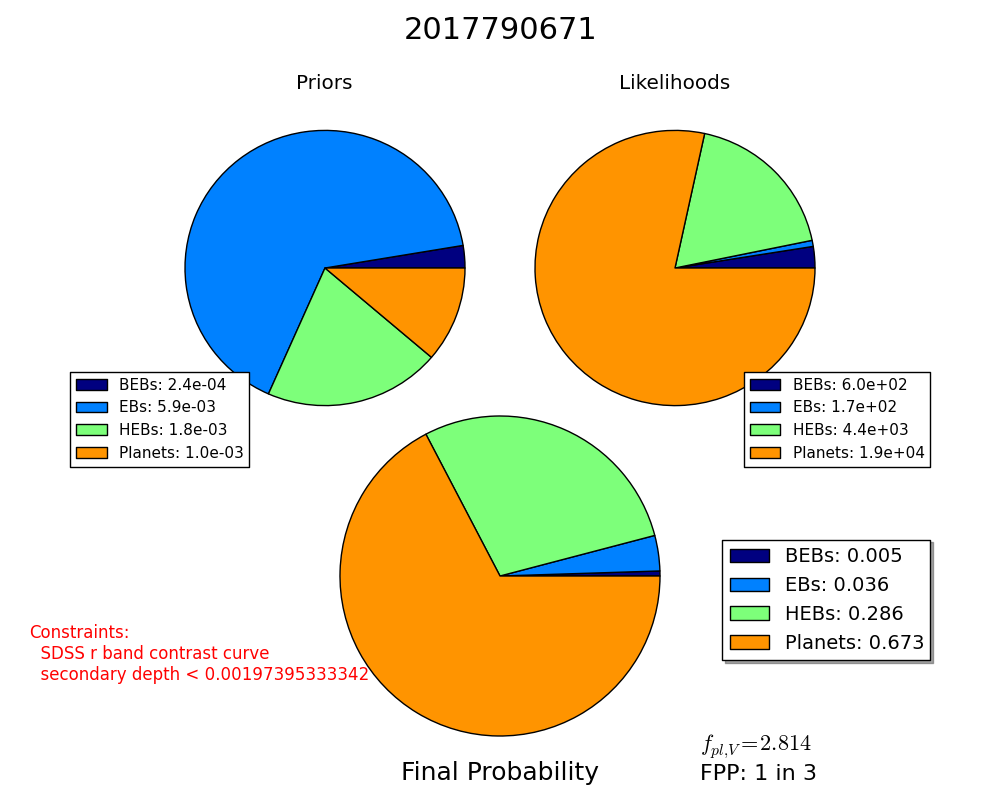 2017790671
Priors
Likelihoods
BEBs: 2.4e-04
EBs: 5.9e-03
HEBs: 1.8e-03
Planets: 1.0e-03
BEBs: 6.0e+02
EBs: 1.7e+02
HEBs: 4.4e+03
Planets: 1.9e+04
BEBs: 0.005
EBs: 0.036
HEBs: 0.286
Planets: 0.673
Constraints:
SDSS r band contrast curve
secondary depth < 0.00197395333342
f_{pl,V}=2.814
Final Probability
FPP: 1 in 3